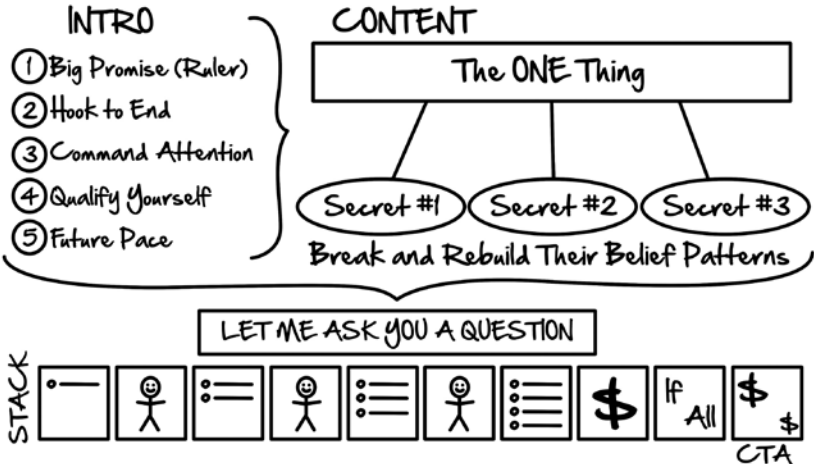 INTRO
① Big Promise (Ruler)
② Hook to End
③ Command Attention
④ Qualify Yourself
⑤ Future Pace
CONTENT
The ONE Thing
Secret #1
Secret #2
Secret #3
Break and Rebuild Their Belief Patterns
LET ME ASK YOU A QUESTION
STACK
$
If
All
$
$
CTA